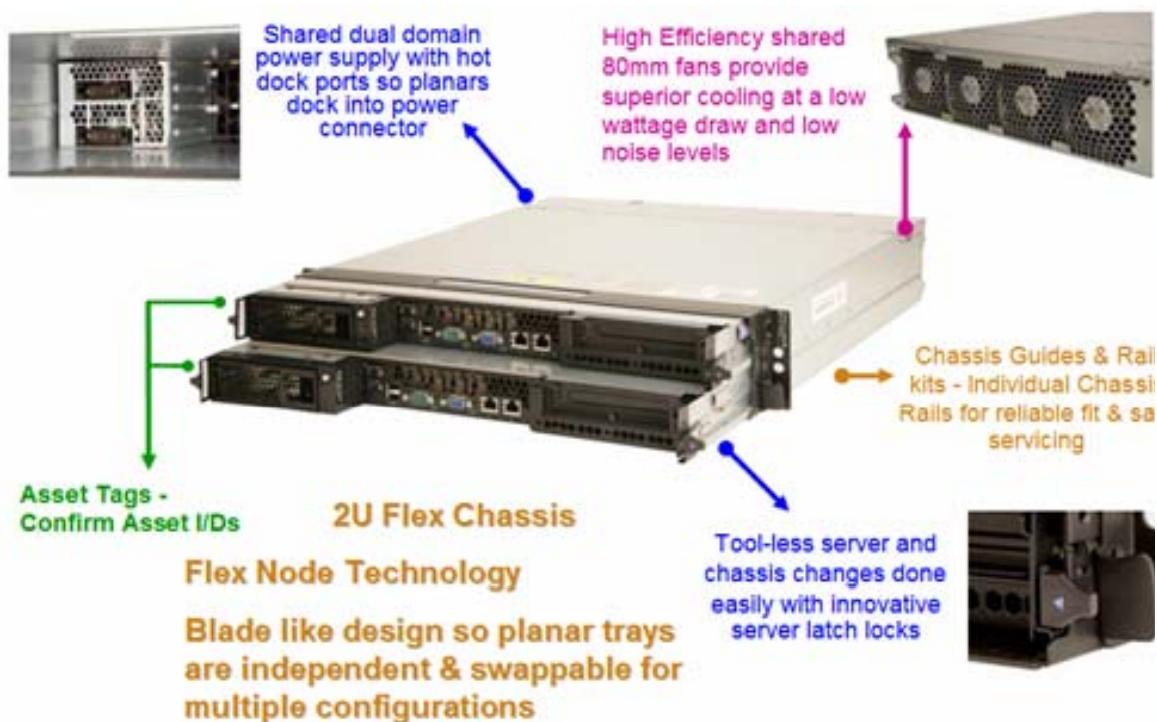 Shared dual domain
power supply with hot
dock ports so planars
dock into power
connector
High Efficiency shared
80mm fans provide
superior cooling at a low
wattage draw and low
noise levels
Chassis Guides & Rail
kits - Individual Chassis
Rails for reliable fit &
servicing
Asset Tags -
Confirm Asset I/Ds
2U Flex Chassis
Flex Node Technology
Blade like design so planar trays
are independent & swappable for
multiple configurations
Tool-less server and
chassis changes done
easily with innovative
server latch locks